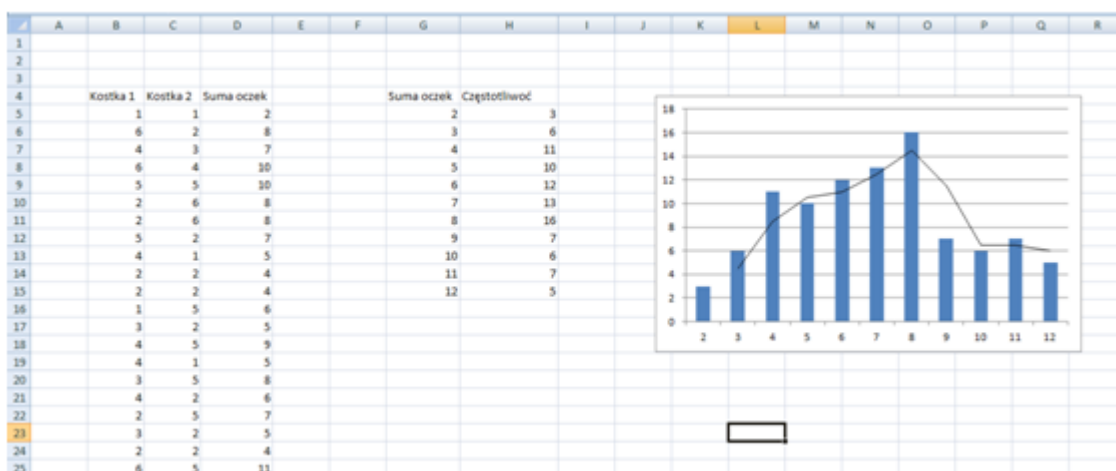 A B C D E F G H I J K L M N O P Q R
1
2
3
4 Kostka 1 Kostka 2 Suma oczek Suma oczek Częstotliwoć
5 1 1 2 2 3
6 6 2 8 3 6
7 4 3 7 4 11
8 6 4 10 5 10
9 5 5 10 6 12
10 2 6 8 7 13
11 2 6 8 8 16
12 5 2 7 9 7
13 4 1 5 10 6
14 2 2 4 11 7
15 2 2 4 12 5
16 1 5 6
17 3 2 5
18 4 5 9
19 4 1 5
20 3 5 8
21 4 2 6
22 2 5 7
23 3 2 5
24 2 2 4
25 6 5 11
18
16
14
12
10
8
6
4
2
0
2 3 4 5 6 7 8 9 10 11 12